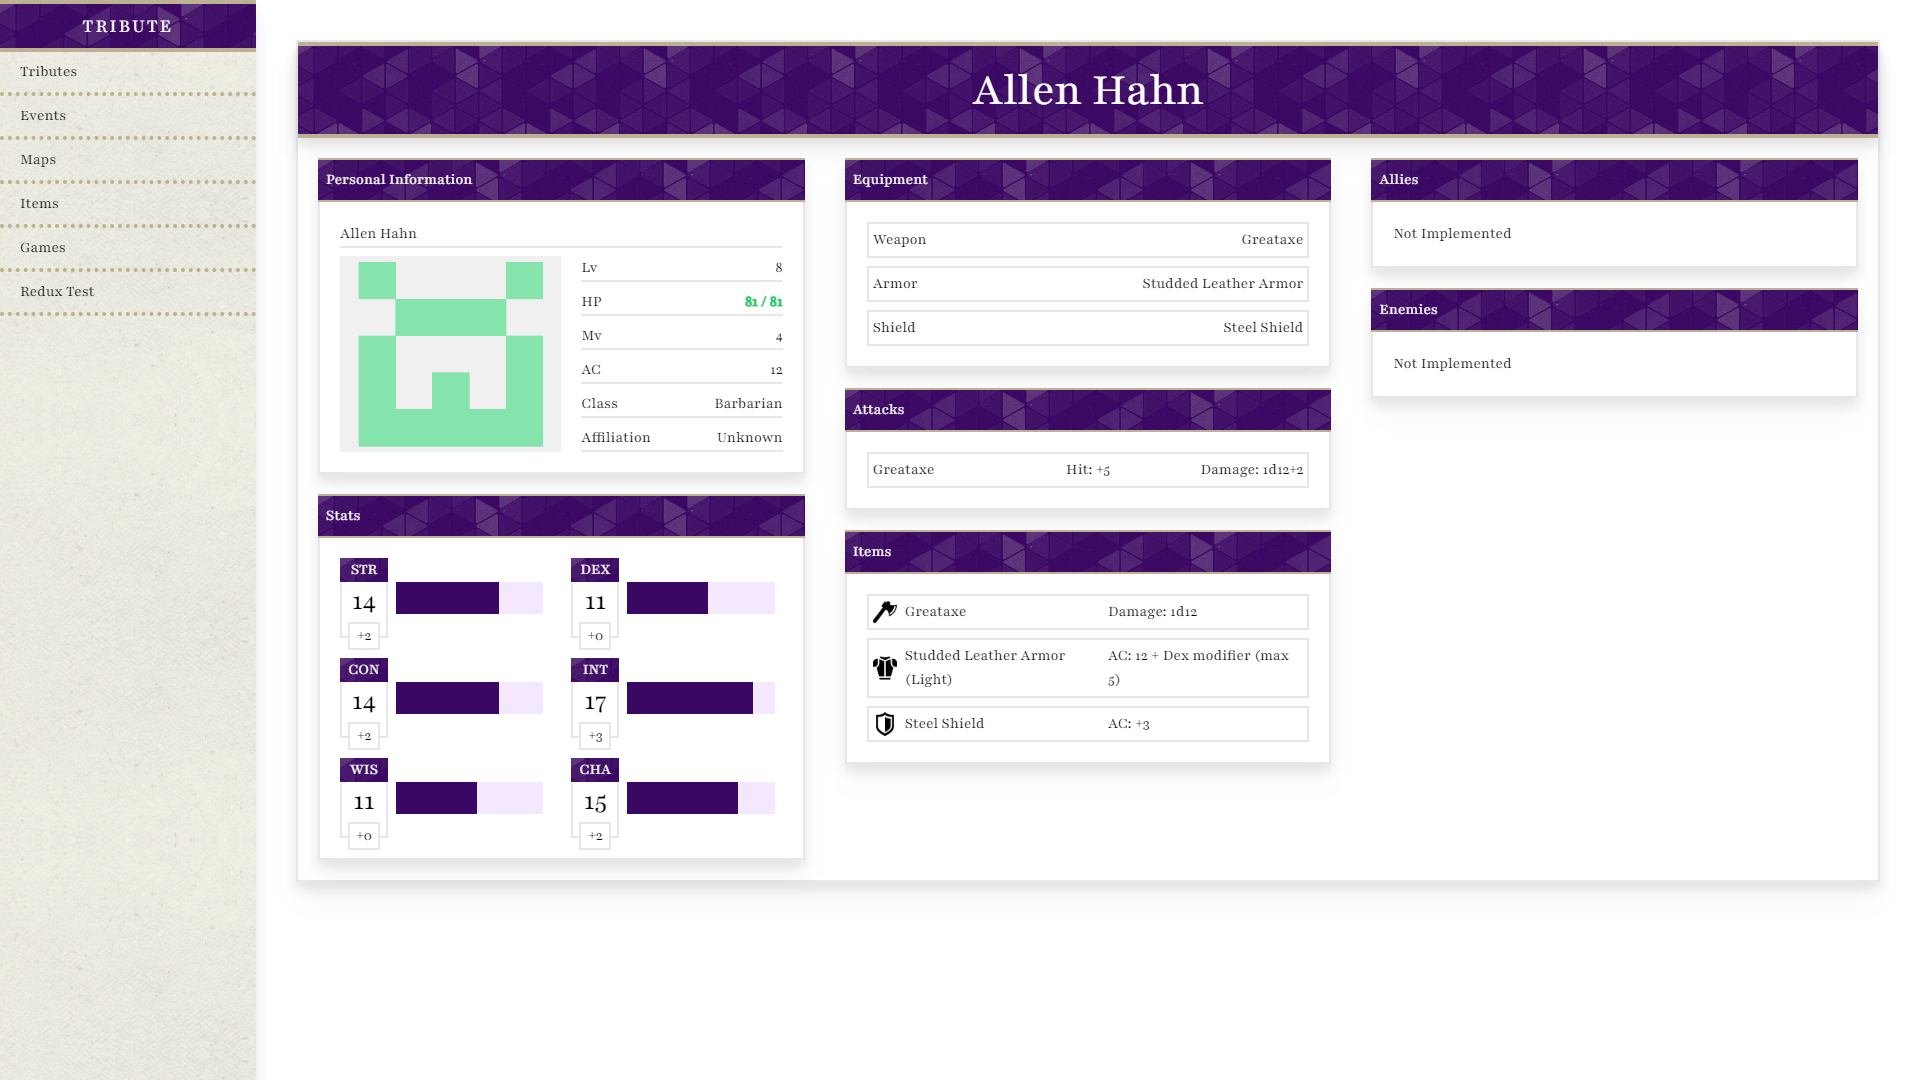 TRIBUTE
Tributes
Events
Maps
Items
Games
Redux Test
Allen Hahn
Personal Information
Allen Hahn
Lv 8
HP 81 / 81
Mv 4
AC 12
Class Barbarian
Affiliation Unknown
Stats
STR
14
+2
DEX
11
+0
CON
14
+2
INT
17
+3
WIS
11
+0
CHA
15
+2
Equipment
Weapon Greataxe
Armor Studded Leather Armor
Shield Steel Shield
Attacks
Greataxe Hit: +5 Damage: 1d12+2
Items
Greataxe Damage: 1d12
Studded Leather Armor AC: 12 + Dex modifier (max
(Light) 5)
Steel Shield AC: +3
Allies
Not Implemented
Enemies
Not Implemented